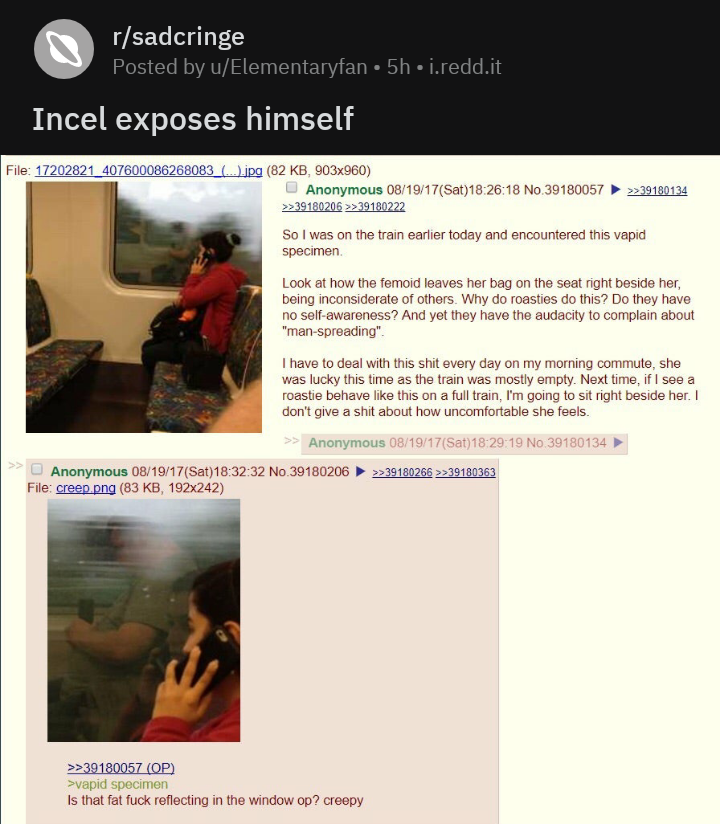 r/sadcringe
Posted by u/Elementaryfan • 5h • i.redd.it
Incel exposes himself
File: 17202821_407600086268083_(...).jpg (82 KB, 903x960)
Anonymous 08/19/17(Sat)18:26:18 No.39180057 ▶ >>39180134
>>39180206 >>39180222
So I was on the train earlier today and encountered this vapid
specimen.
Look at how the femoid leaves her bag on the seat right beside her,
being inconsiderate of others. Why do roasties do this? Do they have
no self-awareness? And yet they have the audacity to complain about
"man-spreading".
I have to deal with this shit every day on my morning commute, she
was lucky this time as the train was mostly empty. Next time, if I see a
roastie behave like this on a full train, I'm going to sit right beside her. I
don't give a shit about how uncomfortable she feels.
>> Anonymous 08/19/17(Sat)18:29:19 No.39180134 ▶
>> Anonymous 08/19/17(Sat)18:32:32 No.39180206 ▶ >>39180266 >>39180363
File: creep.png (83 KB, 192x242)
>>39180057 (OP)
>vapid specimen
Is that fat fuck reflecting in the window op? creepy